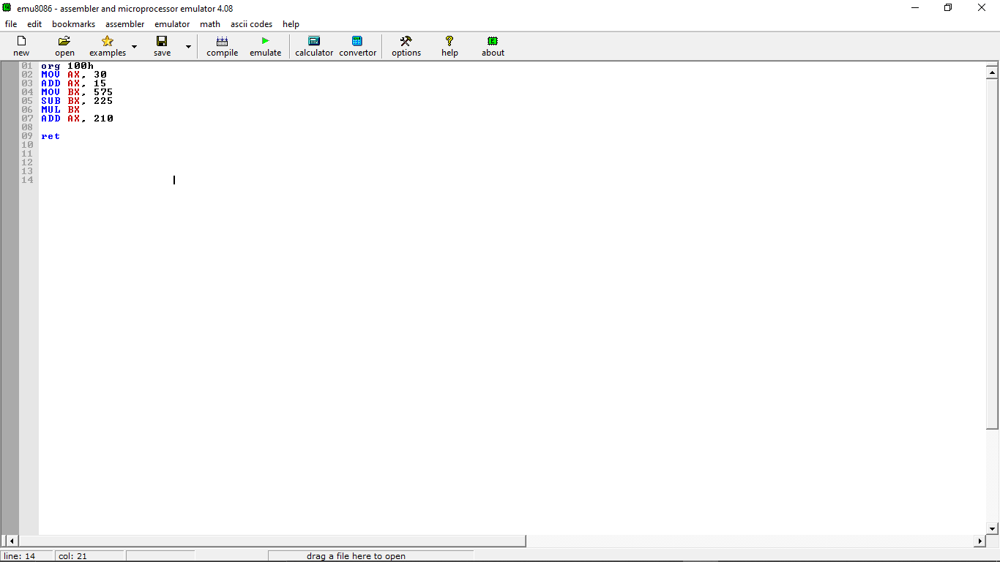 emu8086 - assembler and microprocessor emulator 4.08
file edit bookmarks assembler emulator math ascii codes help
new open examples save compile emulate calculator convertor options help about
01 org 100h
02 MOV AX, 30
03 ADD AX, 15
04 MOV BX, 575
05 SUB BX, 225
06 MUL BX
07 ADD AX, 210
08
09 ret
10
11
12
13
14
line: 14 col: 21 drag a file here to open